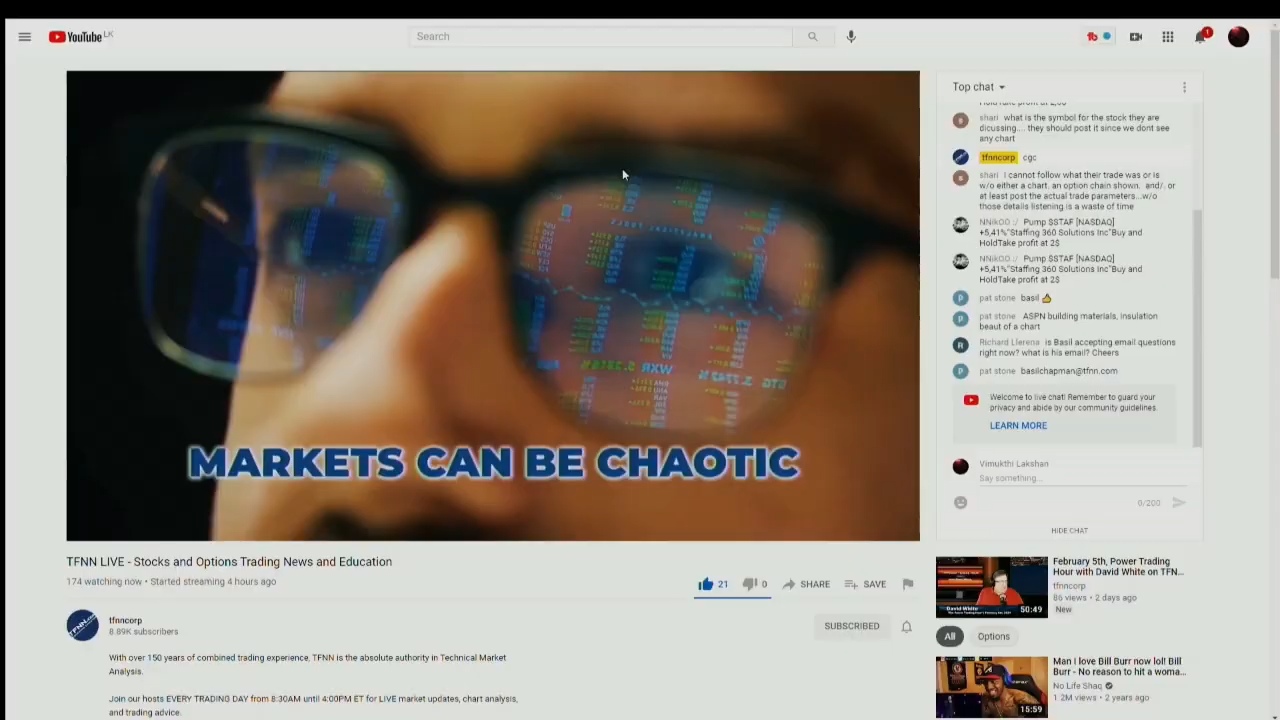 YouTube LK
Search
1
MARKETS CAN BE CHAOTIC
TFNN LIVE - Stocks and Options Trading News and Education
174 watching now • Started streaming 4 hours ago
21
0
SHARE
SAVE
tfnncorp
8.89K subscribers
SUBSCRIBED
With over 150 years of combined trading experience, TFNN is the absolute authority in Technical Market
Analysis.
Join our hosts EVERY TRADING DAY from 8:30AM until 4:00PM ET for LIVE market updates, chart analysis,
and trading advice.
Top chat
shari what is the symbol for the stock they are
dicussing.... they should post it since we dont see
any chart
tfnncorp cgc
shari I cannot follow what their trade was or is
w/o either a chart. an option chain shown. and/. or
at least post the actual trade parameters...w/o
those details listening is a waste of time
NNikOO :/ Pump $STAF [NASDAQ]
+5,41%"Staffing 360 Solutions Inc"Buy and
HoldTake profit at 2$
NNikOO :/ Pump $STAF [NASDAQ]
+5,41%"Staffing 360 Solutions Inc"Buy and
HoldTake profit at 2$
pat stone basil 👍
pat stone ASPN building materials, insulation
beaut of a chart
Richard Llerena is Basil accepting email questions
right now? what is his email? Cheers
pat stone basilchapman@tfnn.com
Welcome to live chat! Remember to guard your
privacy and abide by our community guidelines.
LEARN MORE
Vimukthi Lakshan
Say something...
0/200
HIDE CHAT
February 5th, Power Trading
Hour with David White on TFN...
tfnncorp
86 views • 2 days ago
New
David White
50:49
All
Options
Man i love Bill Burr now lol! Bill
Burr - No reason to hit a woma...
No Life Shaq
1.2M views • 2 years ago
15:59